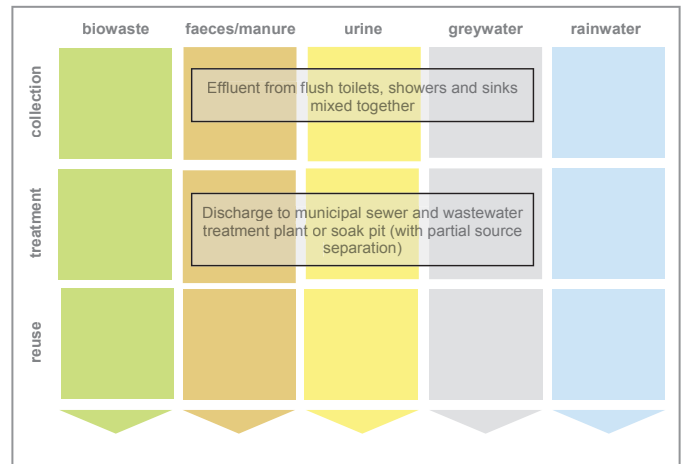 biowaste faeces/manure urine greywater rainwater
collection
Effluent from flush toilets, showers and sinks
mixed together
treatment
Discharge to municipal sewer and wastewater
treatment plant or soak pit (with partial source
separation)
reuse